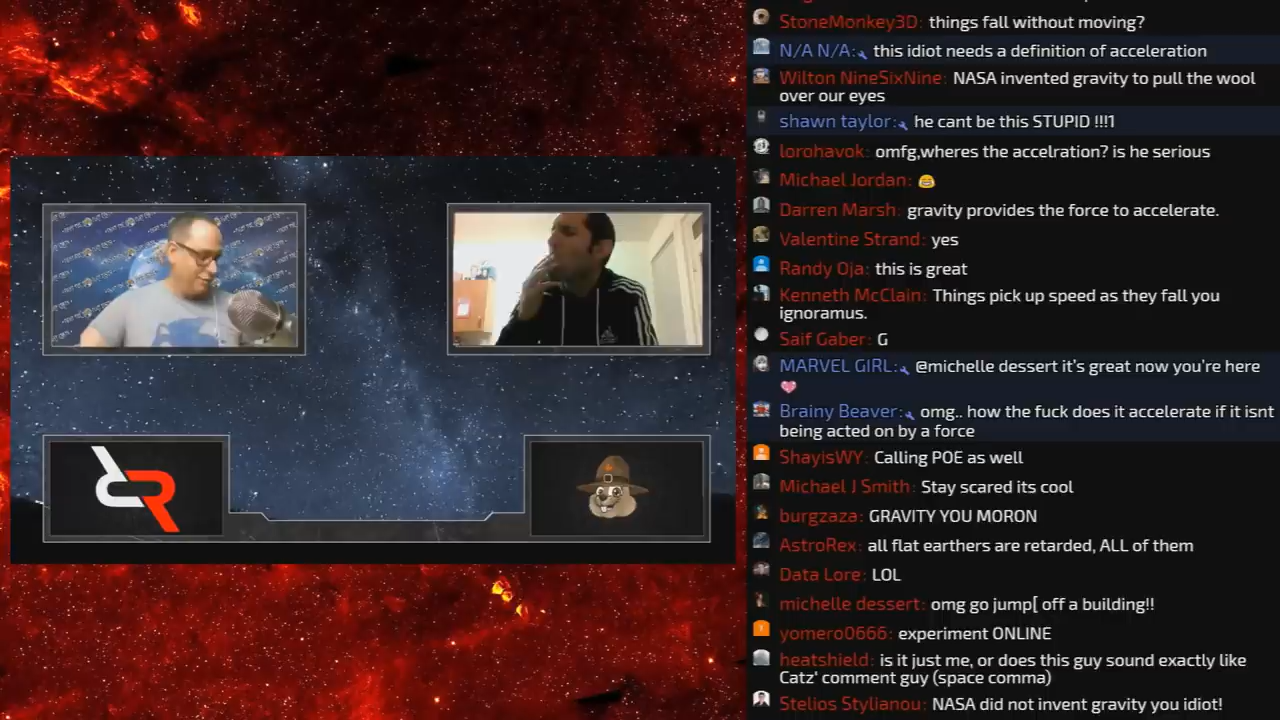 StoneMonkey3D: things fall without moving?
N/A N/A: this idiot needs a definition of acceleration
Wilton NineSixNine: NASA invented gravity to pull the wool
over our eyes
shawn taylor: he cant be this STUPID !!!1
lorohavok: omfg,wheres the accelration? is he serious
Michael Jordan: 😂
Darren Marsh: gravity provides the force to accelerate.
Valentine Strand: yes
Randy Oja: this is great
Kenneth McClain: Things pick up speed as they fall you
ignoramus.
Saif Gaber: G
MARVEL GIRL: @michelle dessert it's great now you're here
💖
Brainy Beaver: omg.. how the fuck does it accelerate if it isnt
being acted on by a force
ShayisWY: Calling POE as well
Michael J Smith: Stay scared its cool
burgzaza: GRAVITY YOU MORON
AstroRex: all flat earthers are retarded, ALL of them
Data Lore: LOL
michelle dessert: omg go jump[ off a building!!
yomero0666: experiment ONLINE
heatshield: is it just me, or does this guy sound exactly like
Catz' comment guy (space comma)
Stelios Stylianou: NASA did not invent gravity you idiot!